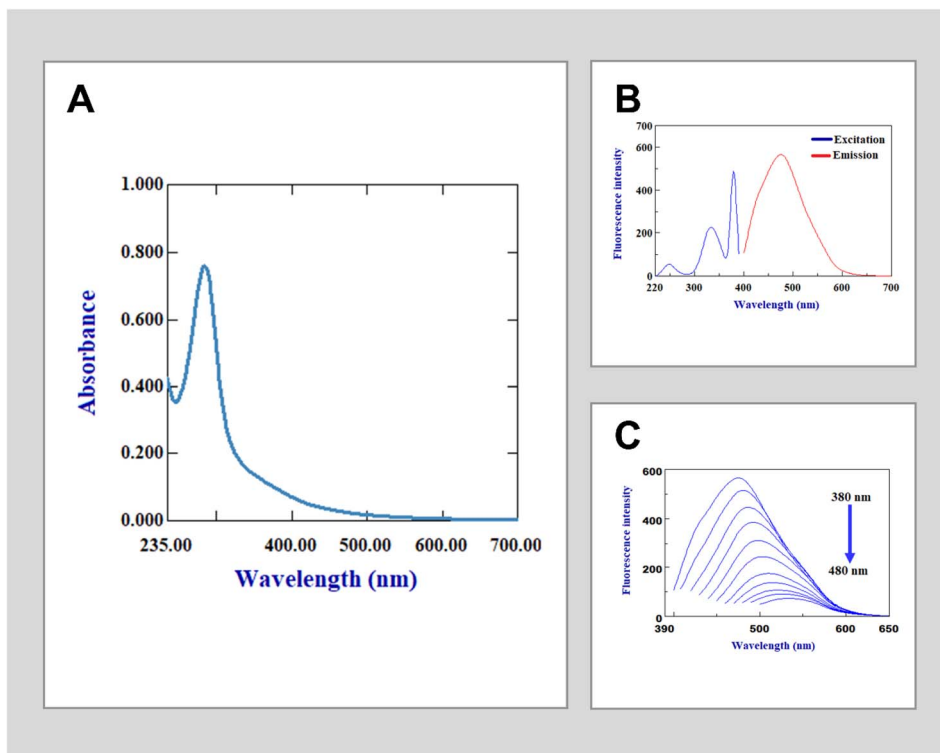 A
Absorbance
1.000
0.800
0.600
0.400
0.200
0.000
235.00 400.00 500.00 600.00 700.00
Wavelength (nm)
B
Fluorescence intensity
700
600
400
200
0
Excitation
Emission
220 300 400 500 600 700
Wavelength (nm)
C
Fluorescence intensity
600
400
200
0
380 nm
480 nm
390 500 600 650
Wavelength (nm)